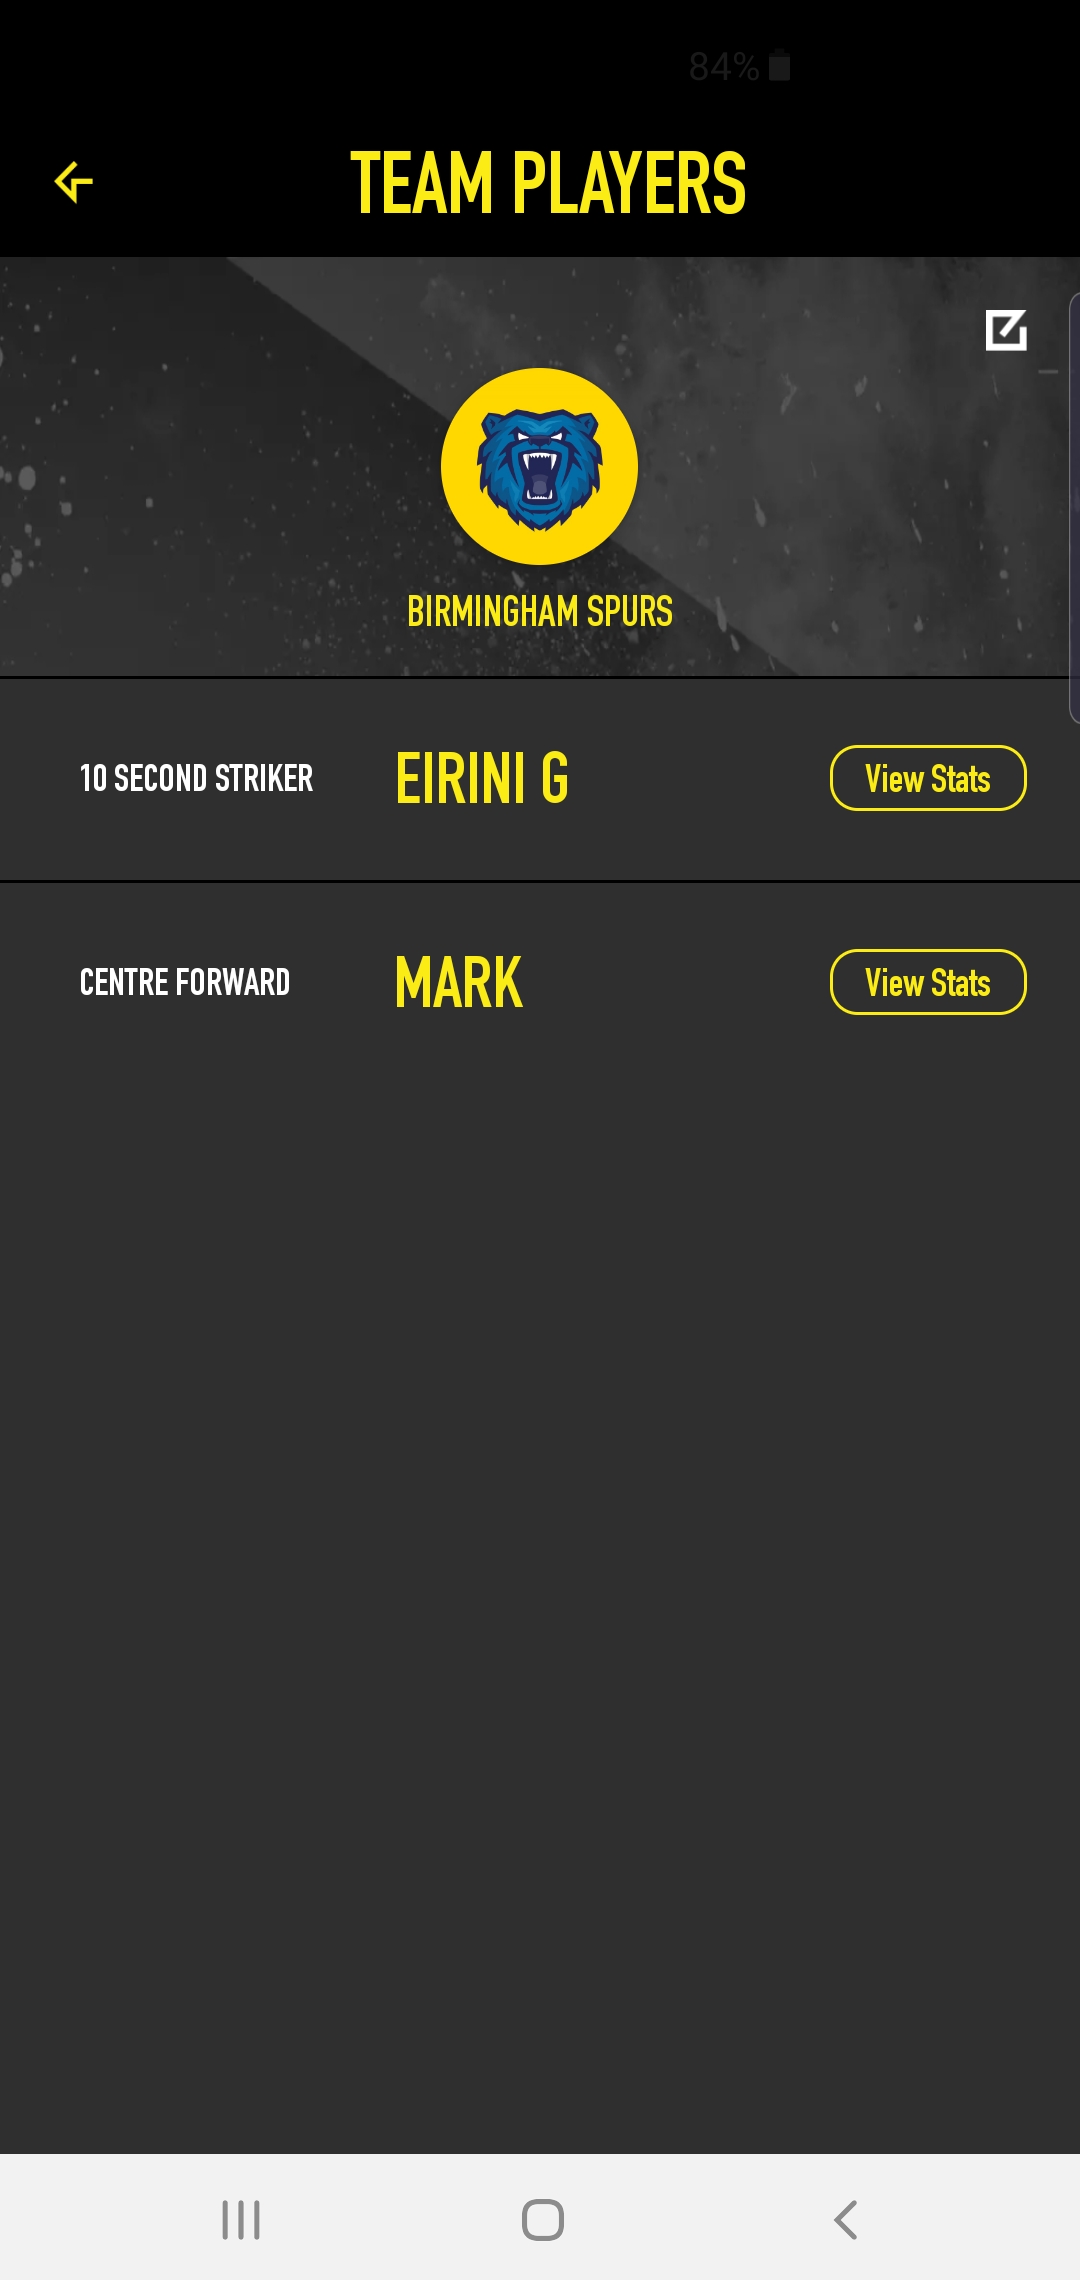 84%
TEAM PLAYERS
BIRMINGHAM SPURS
10 SECOND STRIKER EIRINI G View Stats
CENTRE FORWARD MARK View Stats